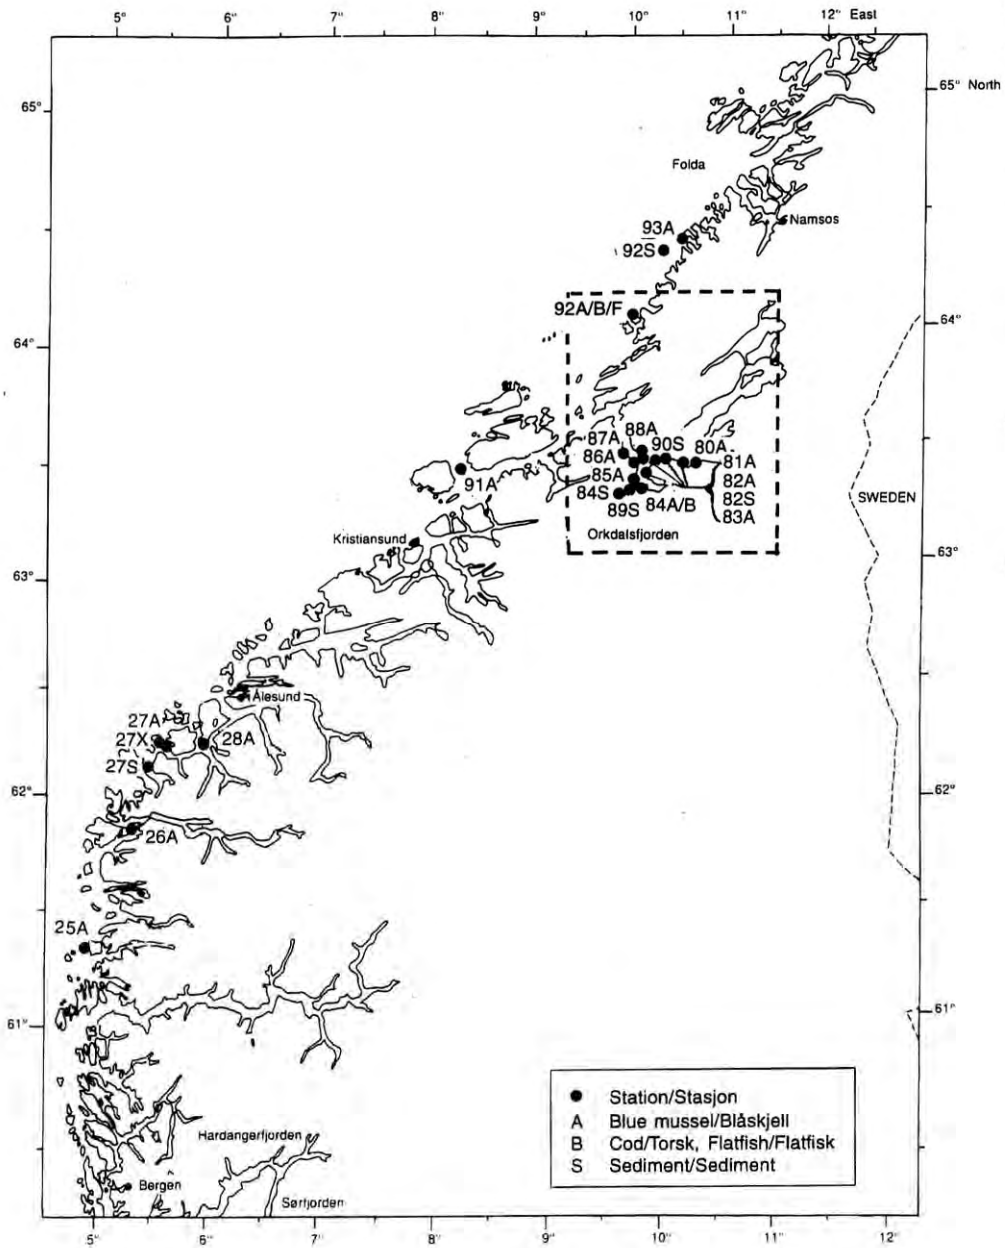 5° 6° 7° 8° 9° 10° 11° 12° East
65°
65° North
Folda
Namsos
93A
92S
92A/B/F
64°
64°
87A 88A 90S 80A
86A
81A
85A
82A
84S
82S
89S 84A/B
83A
91A
SWEDEN
Kristiansund
Orkdalsfjorden
63°
63°
Ålesund
27A
27X
28A
27S
62°
62°
26A
25A
61°
61°
Hardangerfjorden
Bergen
Sørfjorden
Station/Stasjon
A Blue mussel/Blåskjell
B Cod/Torsk, Flatfish/Flatfisk
S Sediment/Sediment
5° 6° 7° 8° 9° 10° 11° 12°